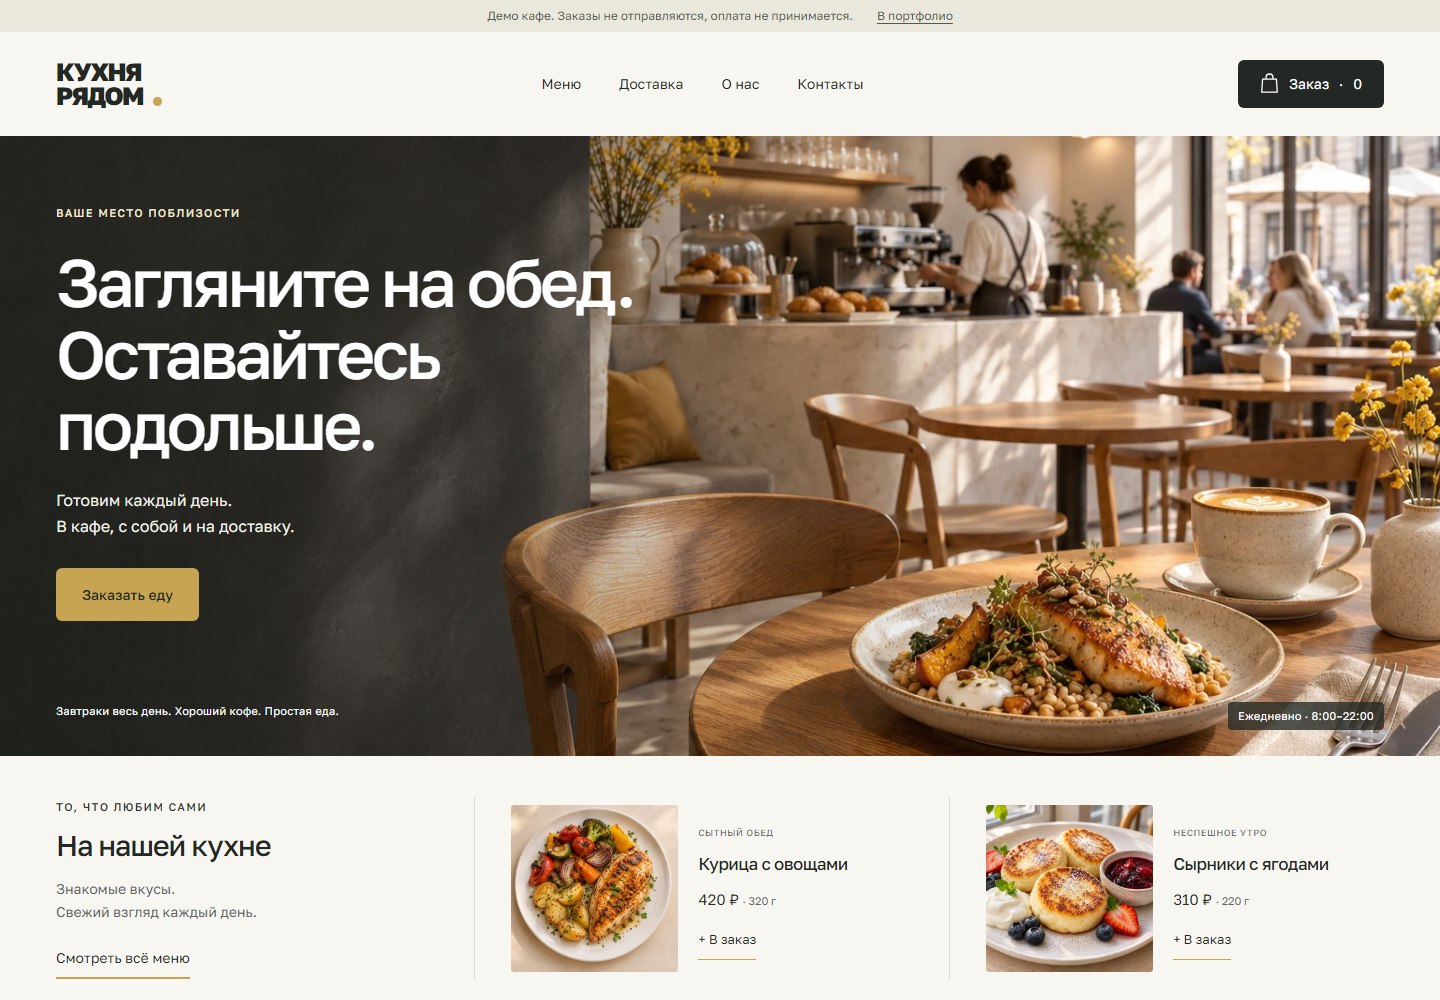 Демо кафе. Заказы не отправляются, оплата не принимается. В портфолио
КУХНЯ
РЯДОМ
Меню Доставка О нас Контакты
Заказ · 0
ВАШЕ МЕСТО ПОБЛИЗОСТИ
Загляните на обед.
Оставайтесь
подольше.
Готовим каждый день.
В кафе, с собой и на доставку.
Заказать еду
Завтраки весь день. Хороший кофе. Простая еда.
Ежедневно · 8:00–22:00
ТО, ЧТО ЛЮБИМ САМИ
На нашей кухне
Знакомые вкусы.
Свежий взгляд каждый день.
Смотреть всё меню
СЫТНЫЙ ОБЕД
Курица с овощами
420 ₽ · 320 г
+ В заказ
НЕСПЕШНОЕ УТРО
Сырники с ягодами
310 ₽ · 220 г
+ В заказ